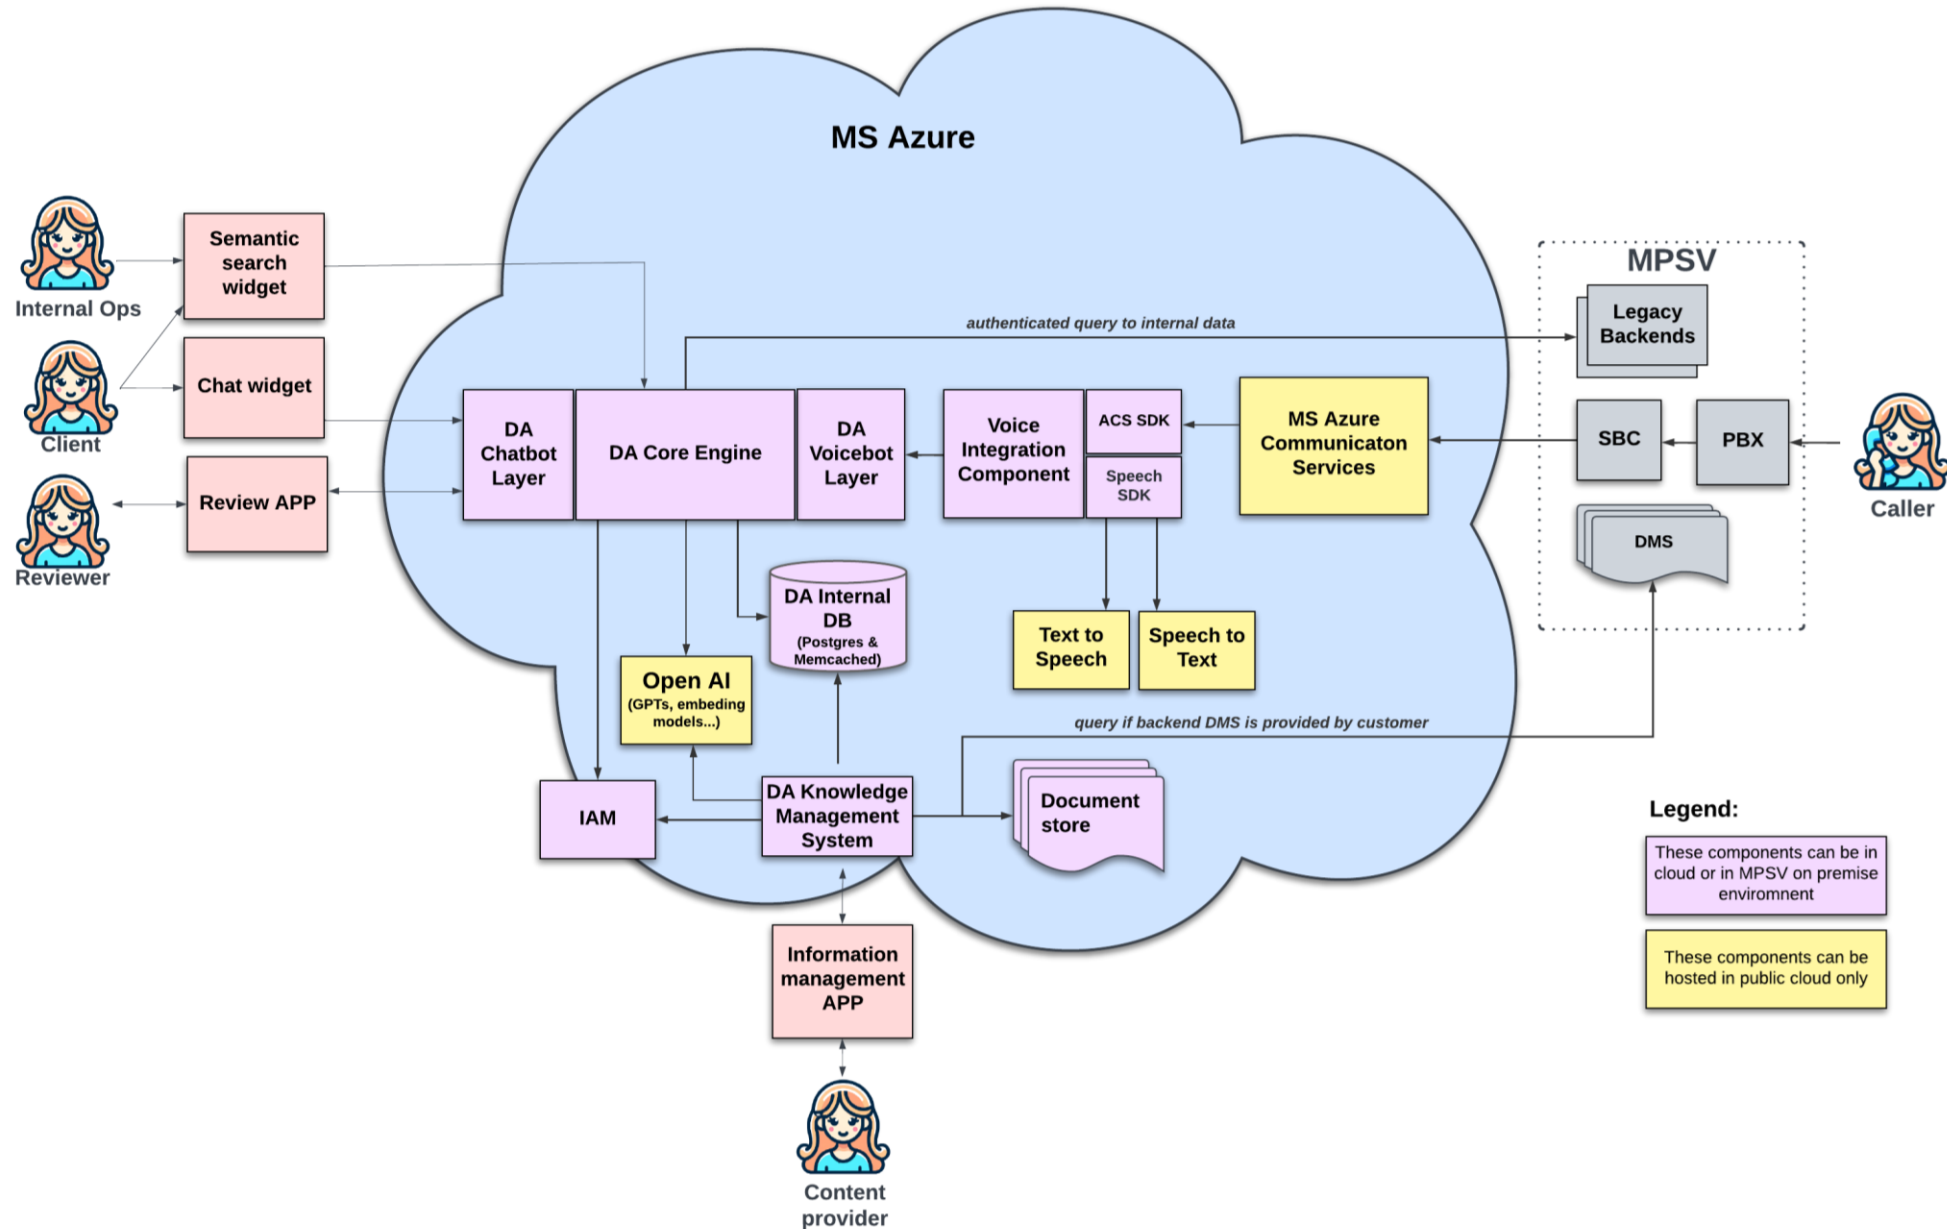 MS Azure
Semantic
search
widget
Internal Ops
Chat widget
Client
Review APP
Reviewer
authenticated query to internal data
DA
Chatbot
Layer
DA Core Engine
DA
Voicebot
Layer
Voice
Integration
Component
ACS SDK
Speech
SDK
MS Azure
Communicaton
Services
MPSV
Legacy
Backends
SBC
PBX
Caller
DMS
DA Internal
DB
(Postgres &
Memcached)
Open AI
(GPTs, embeding
models...)
Text to
Speech
Speech to
Text
query if backend DMS is provided by customer
IAM
DA Knowledge
Management
System
Document
store
Information
management
APP
Content
provider
Legend:
These components can be in
cloud or in MPSV on premise
enviromnent
These components can be
hosted in public cloud only